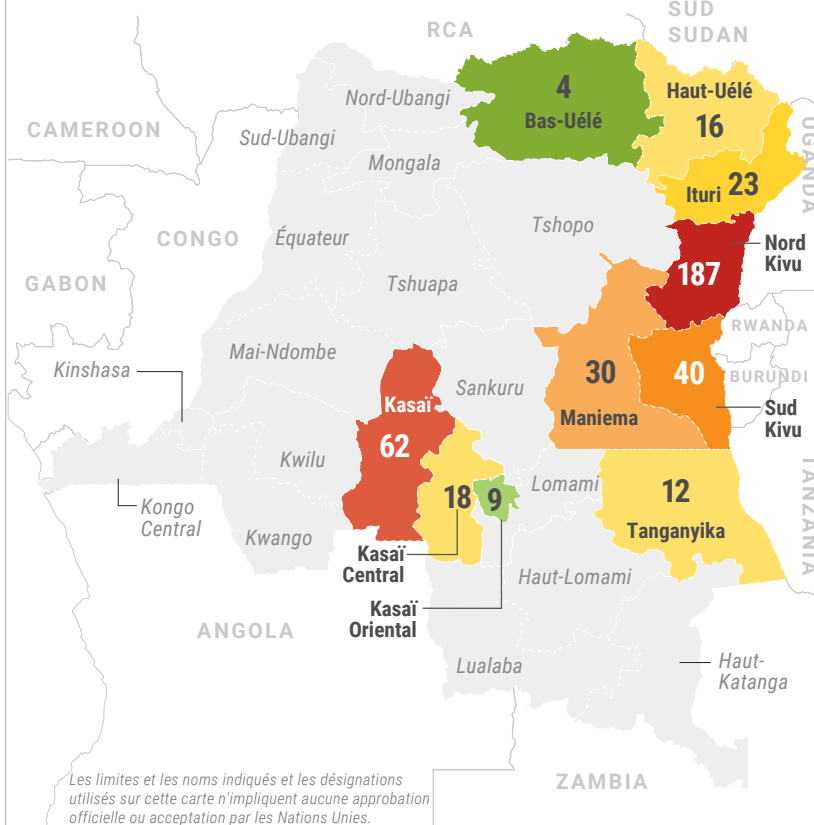 RCA
SUD
SUDAN
4
Bas-Uélé
Haut-Uélé
16
Nord-Ubangi
CAMEROON
Sud-Ubangi
Mongala
UGANDA
Ituri 23
Tshopo
CONGO
Équateur
Nord
Kivu
187
GABON
Tshuapa
RWANDA
Mai-Ndombe
Kinshasa
Sankuru
30
40
BURUNDI
Kasaï
62
Maniema
Sud
Kivu
Kwilu
18
9
Lomami
12
TANZANIA
Kongo
Central
Kwango
Tanganyika
Kasaï
Central
Haut-Lomami
Kasaï
Oriental
ANGOLA
Lualaba
Haut-
Katanga
Les limites et les noms indiqués et les désignations
utilisés sur cette carte n'impliquent aucune approbation
officielle ou acceptation par les Nations Unies.
ZAMBIA